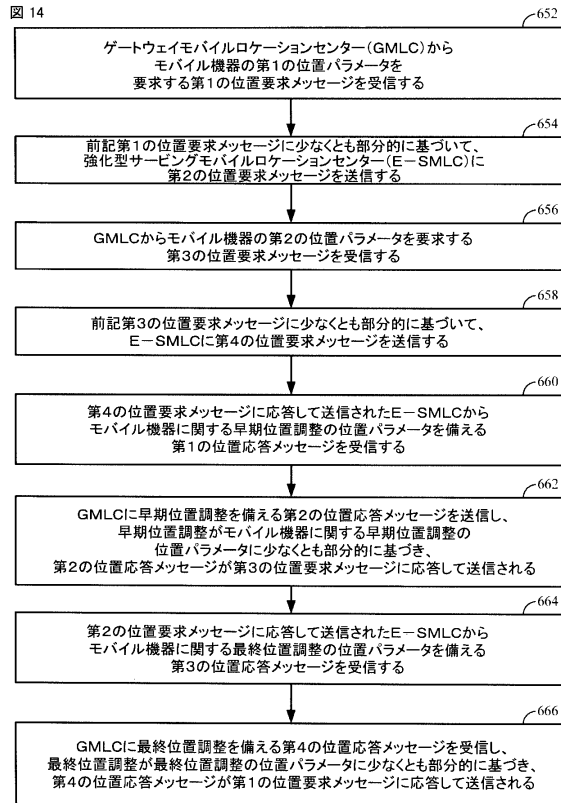 図 14
652
ゲートウェイモバイルロケーションセンター(GMLC)から
モバイル機器の第1の位置パラメータを
要求する第1の位置要求メッセージを受信する
654
前記第1の位置要求メッセージに少なくとも部分的に基づいて、
強化型サービングモバイルロケーションセンター(E-SMLC)に
第2の位置要求メッセージを送信する
656
GMLCからモバイル機器の第2の位置パラメータを要求する
第3の位置要求メッセージを受信する
658
前記第3の位置要求メッセージに少なくとも部分的に基づいて、
E-SMLCに第4の位置要求メッセージを送信する
660
第4の位置要求メッセージに応答して送信されたE-SMLCから
モバイル機器に関する早期位置調整の位置パラメータを備える
第1の位置応答メッセージを受信する
662
GMLCに早期位置調整を備える第2の位置応答メッセージを送信し、
早期位置調整がモバイル機器に関する早期位置調整の
位置パラメータに少なくとも部分的に基づき、
第2の位置応答メッセージが第3の位置要求メッセージに応答して送信される
664
第2の位置要求メッセージに応答して送信されたE-SMLCから
モバイル機器に関する最終位置調整の位置パラメータを備える
第3の位置応答メッセージを受信する
666
GMLCに最終位置調整を備える第4の位置応答メッセージを受信し、
最終位置調整が最終位置調整の位置パラメータに少なくとも部分的に基づき、
第4の位置応答メッセージが第1の位置要求メッセージに応答して送信される